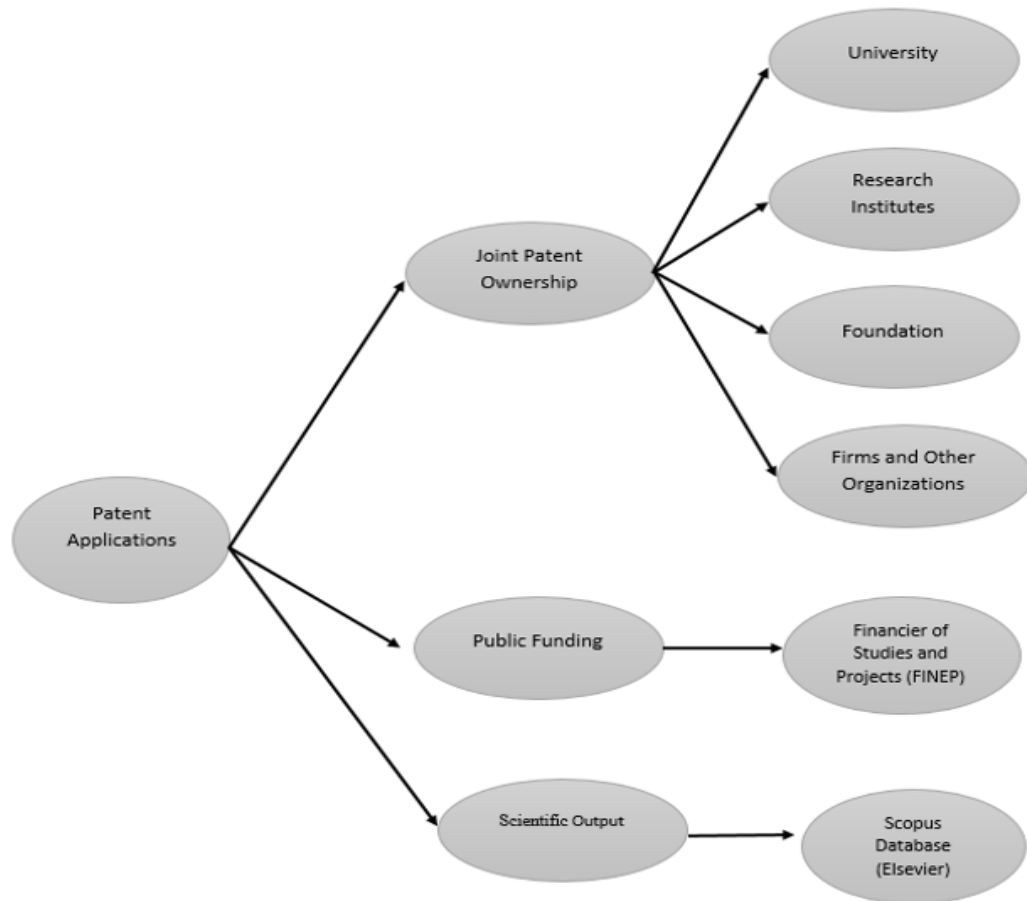 University
Research
Institutes
Joint Patent
Ownership
Foundation
Firms and Other
Organizations
Patent
Applications
Public Funding
Financier of
Studies and
Projects (FINEP)
Scientific Output
Scopus
Database
(Elsevier)